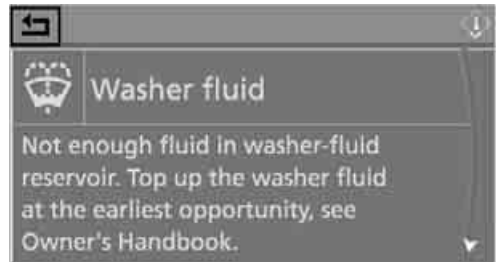 Washer fluid
Not enough fluid in washer-fluid
reservoir. Top up the washer fluid
at the earliest opportunity, see
Owner's Handbook.